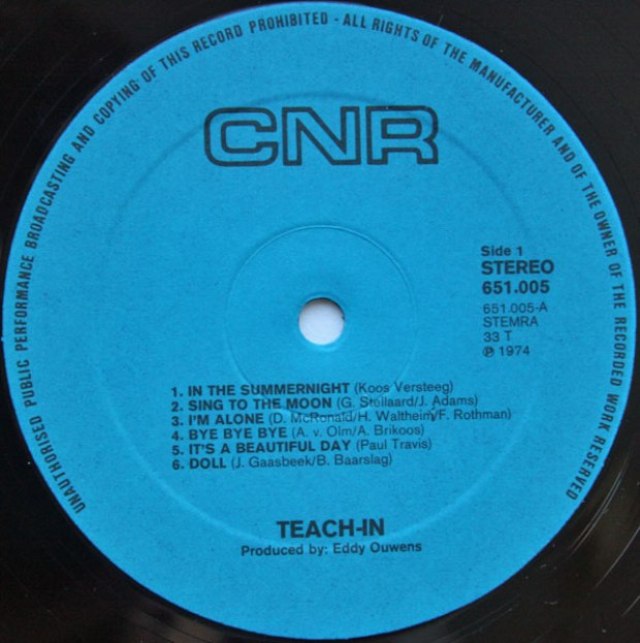 UNAUTHORISED PUBLIC PERFORMANCE BROADCASTING AND COPYING OF THIS RECORD PROHIBITED - ALL RIGHTS OF THE MANUFACTURER AND OF THE OWNER OF THE RECORDED WORK RESERVED
CNR
Side 1
STEREO
651.005
651.005-A
STEMRA
33 T
℗ 1974
1. IN THE SUMMERNIGHT (Koos Versteeg)
2. SING TO THE MOON (G. Stellaard/J. Adams)
3. I'M ALONE (D. McRonald/H. Waltheim/F. Rothman)
4. BYE BYE BYE (A. v. Olm/A. Brikoos)
5. IT'S A BEAUTIFUL DAY (Paul Travis)
6. DOLL (J. Gaasbeek/B. Baarslag)
TEACH-IN
Produced by: Eddy Ouwens